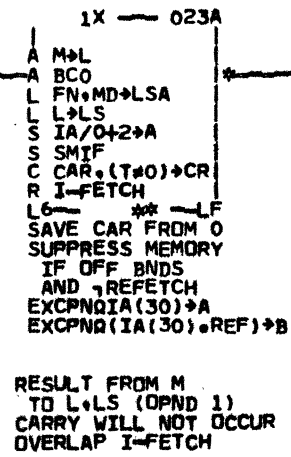 1X — 023A
A M→L
A BCO *
L FN,MD→LSA
L L→LS
S IA/0+2→A
S SMIF
C CAR,(T≠0)→CR
R I-FETCH
L6— ** —LF
SAVE CAR FROM 0
SUPPRESS MEMORY
IF OFF BNDS
AND ¬REFETCH
EXCPNΩIA(30)→A
EXCPNΩ(IA(30)•REF)→B
RESULT FROM M
TO L,LS (OPND 1)
CARRY WILL NOT OCCUR
OVERLAP I-FETCH